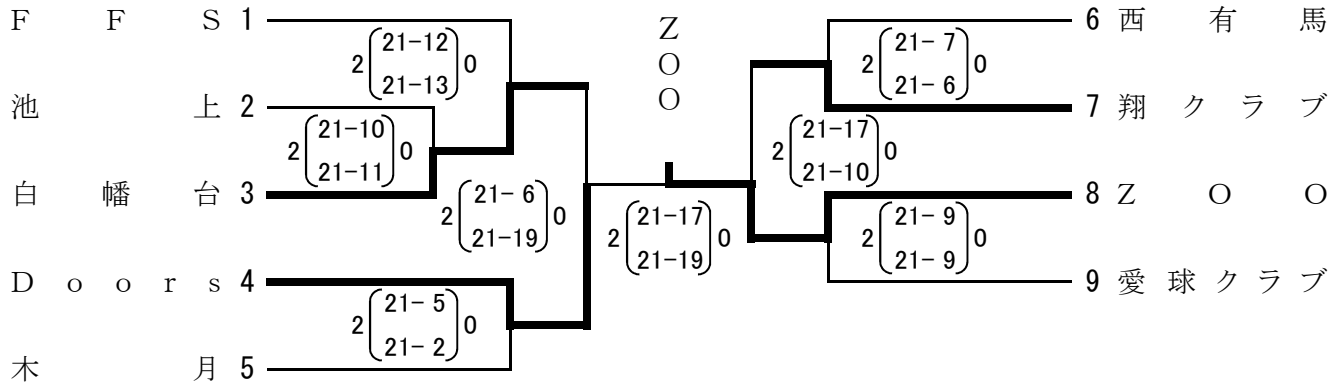 FFS 1
2 (21-12 21-13) 0
池上 2
2 (21-10 21-11) 0
白幡台 3
2 (21-6 21-19) 0
Doors 4
2 (21-5 21-2) 0
木月 5
ZOO
2 (21-17 21-19) 0
6 西有馬
2 (21-7 21-6) 0
7 翔クラブ
2 (21-17 21-10) 0
8 ZOO
2 (21-9 21-9) 0
9 愛球クラブ